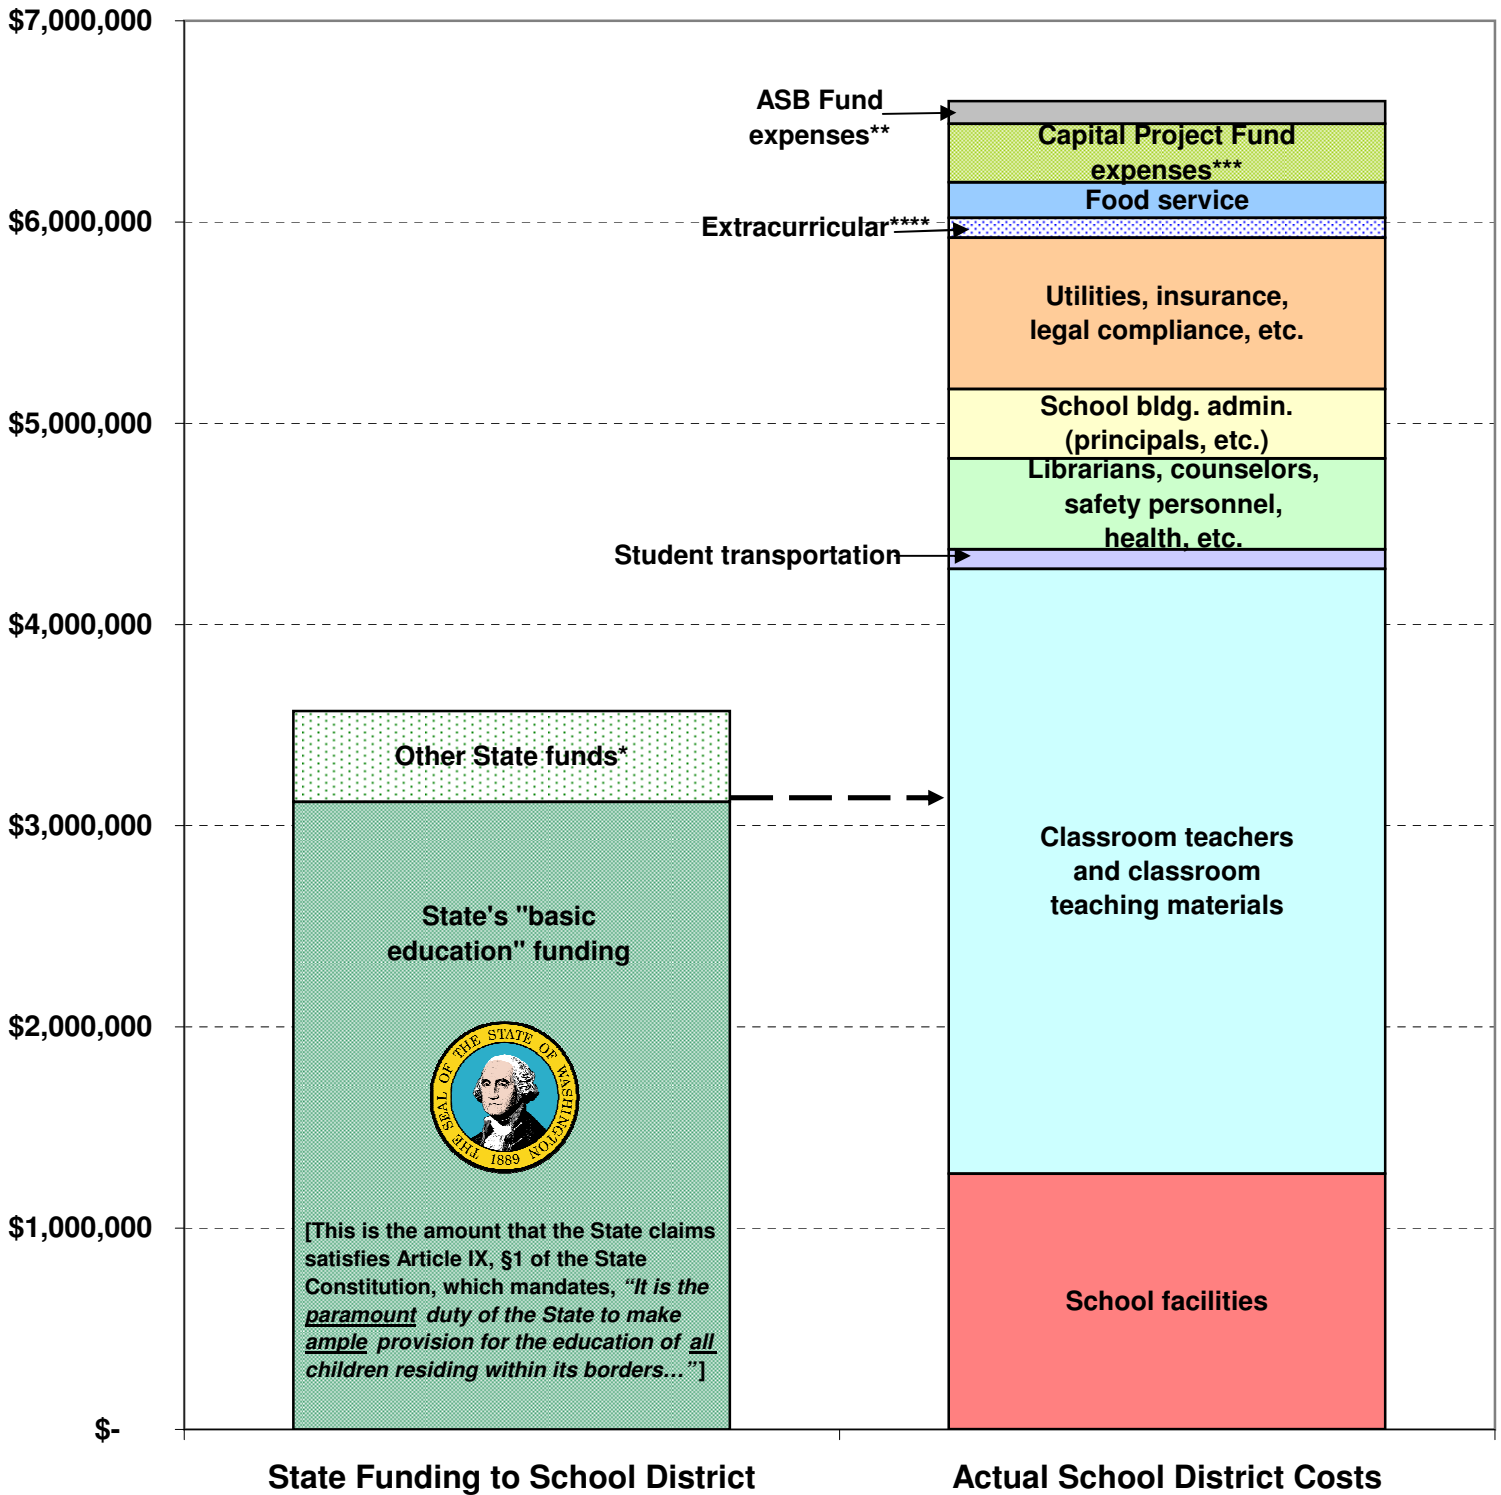 $7,000,000
$6,000,000
$5,000,000
$4,000,000
$3,000,000
$2,000,000
$1,000,000
$-
Other State funds*
State's "basic
education" funding
THE SEAL OF THE STATE OF WASHINGTON
1889
[This is the amount that the State claims
satisfies Article IX, §1 of the State
Constitution, which mandates, “It is the
paramount duty of the State to make
ample provision for the education of all
children residing within its borders…”]
State Funding to School District
ASB Fund
expenses**
Capital Project Fund
expenses***
Food service
Extracurricular****
Utilities, insurance,
legal compliance, etc.
School bldg. admin.
(principals, etc.)
Librarians, counselors,
safety personnel,
health, etc.
Student transportation
Classroom teachers
and classroom
teaching materials
School facilities
Actual School District Costs